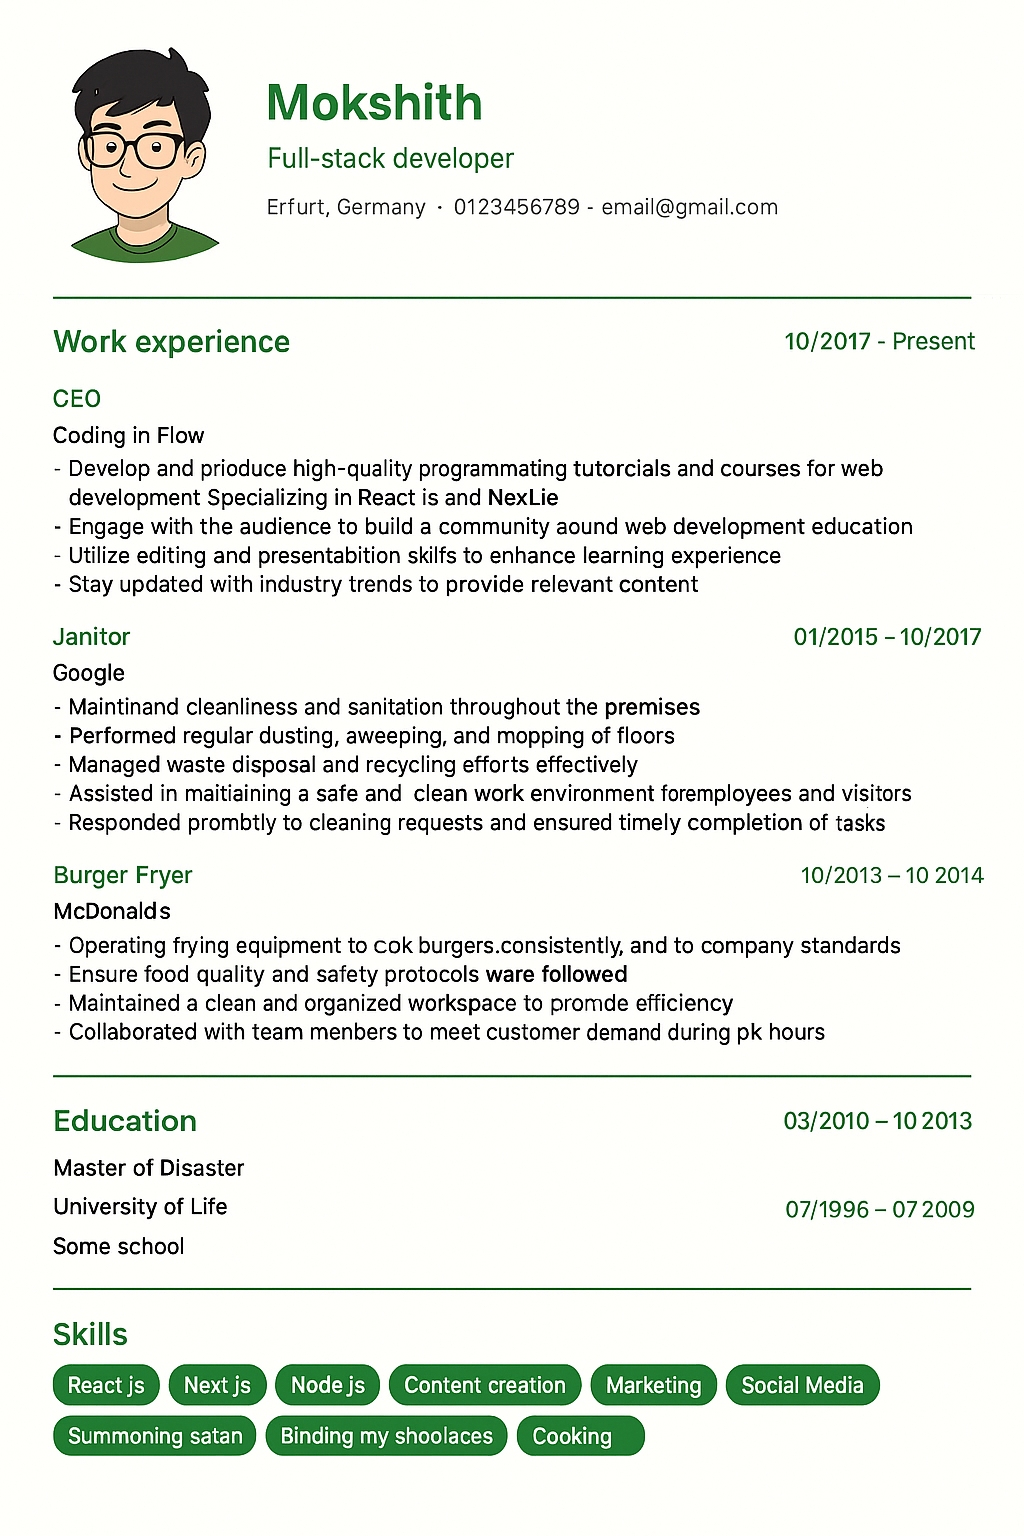 Mokshith
Full-stack developer
Erfurt, Germany · 0123456789 - email@gmail.com
Work experience 10/2017 - Present
CEO
Coding in Flow
- Develop and prioduce high-quality programmating tutorcials and courses for web
development Specializing in React is and NexLie
- Engage with the audience to build a community aound web development education
- Utilize editing and presentabition skilfs to enhance learning experience
- Stay updated with industry trends to provide relevant content
Janitor 01/2015 – 10/2017
Google
- Maintinand cleanliness and sanitation throughout the premises
- Performed regular dusting, aweeping, and mopping of floors
- Managed waste disposal and recycling efforts effectively
- Assisted in maitiaining a safe and clean work environment foremployees and visitors
- Responded prombtly to cleaning requests and ensured timely completion of tasks
Burger Fryer 10/2013 – 10 2014
McDonalds
- Operating frying equipment to cok burgers.consistently, and to company standards
- Ensure food quality and safety protocols ware followed
- Maintained a clean and organized workspace to promde efficiency
- Collaborated with team menbers to meet customer demand during pk hours
Education 03/2010 – 10 2013
Master of Disaster
University of Life 07/1996 – 07 2009
Some school
Skills
React js Next js Node js Content creation Marketing Social Media
Summoning satan Binding my shoolaces Cooking